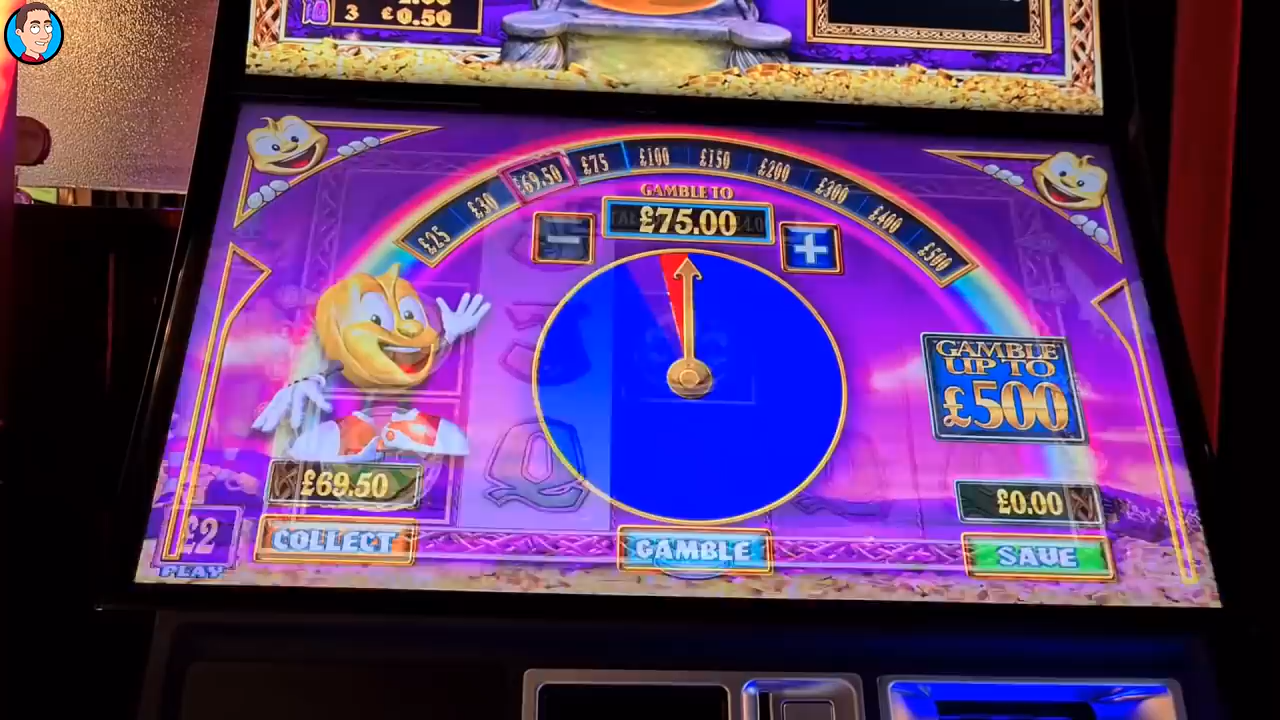 3 £0.50
£25
£30
£69.50
£75
£100
£150
£200
£300
£400
£500
GAMBLE TO
£75.00
−
+
GAMBLE
UP TO
£500
£69.50
£0.00
£2
PLAY
COLLECT
GAMBLE
SAVE